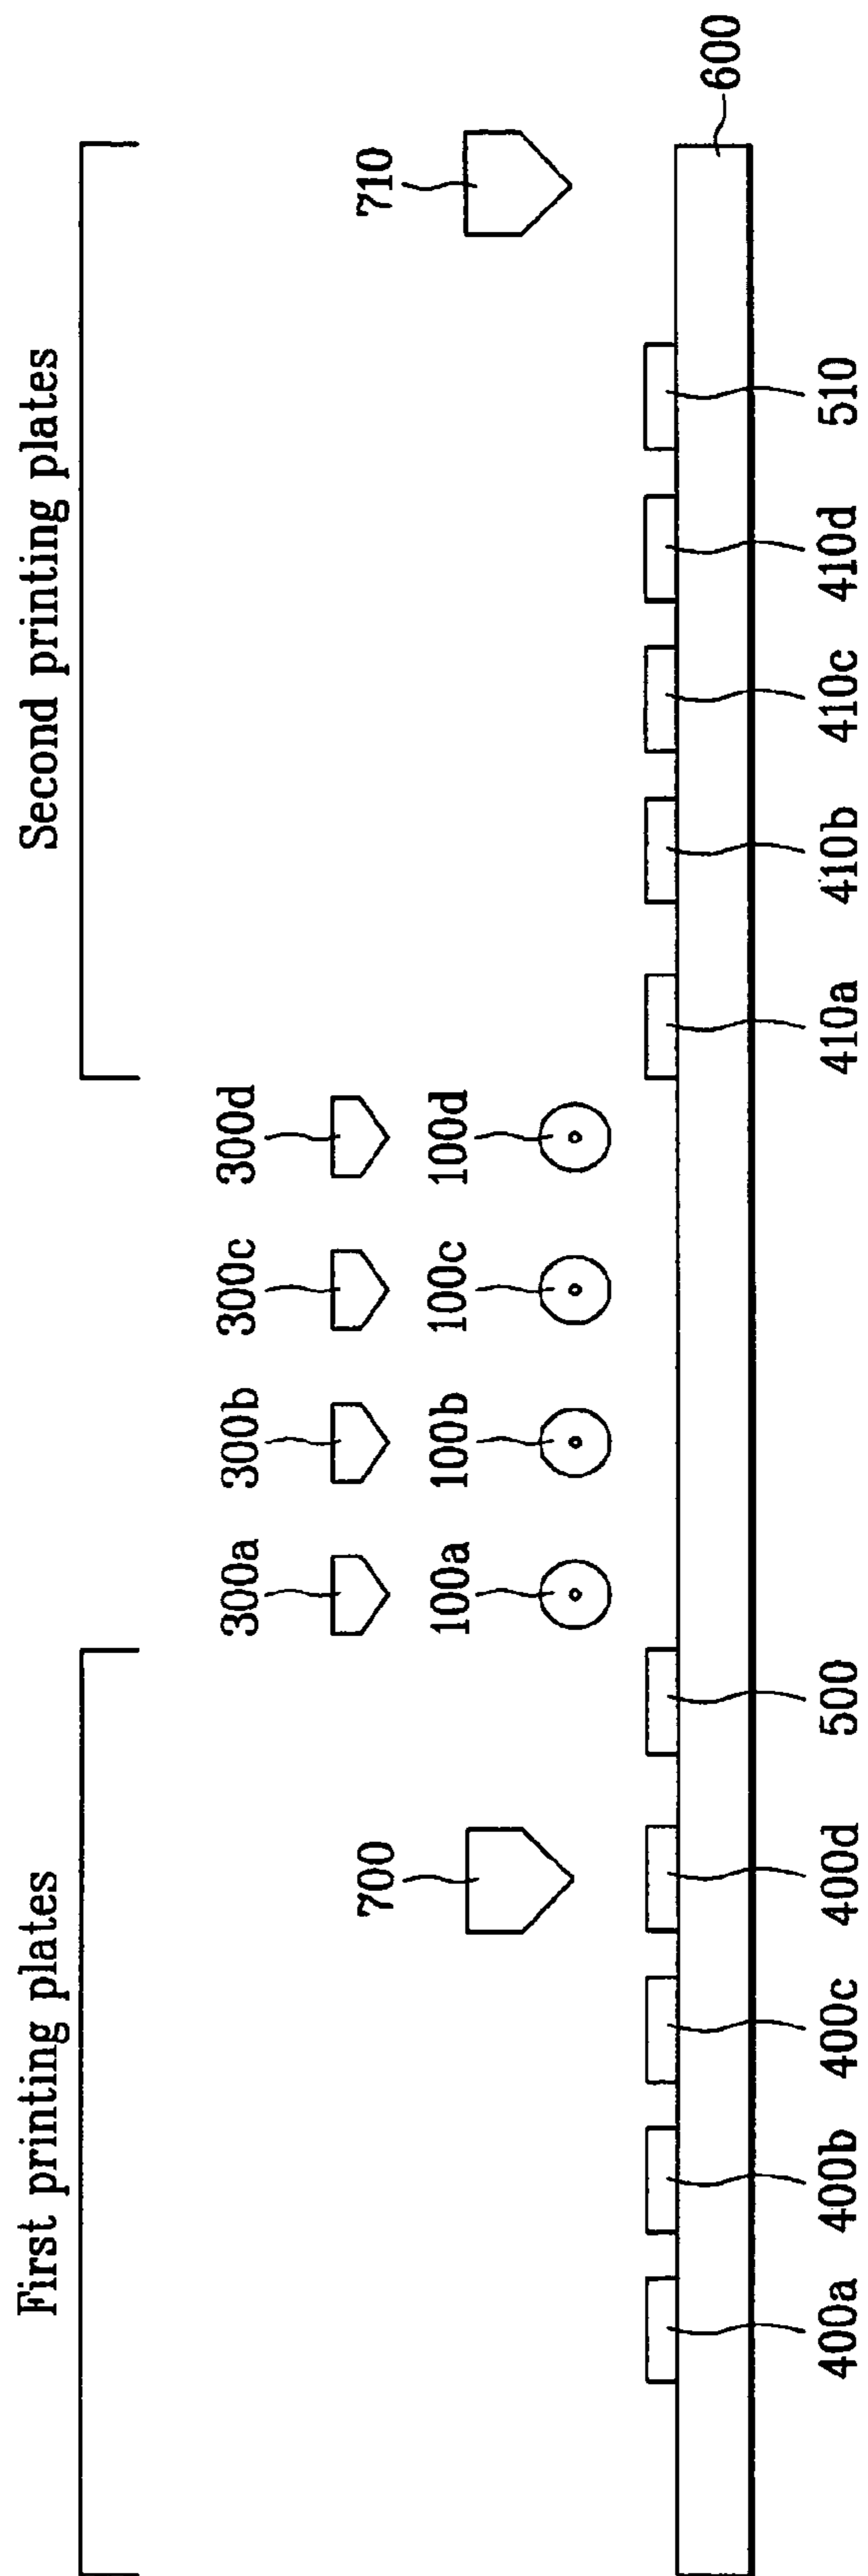 First printing plates
Second printing plates
300a
300b
300c
300d
700
100a
100b
100c
100d
710
600
400a
400b
400c
400d
500
410a
410b
410c
410d
510